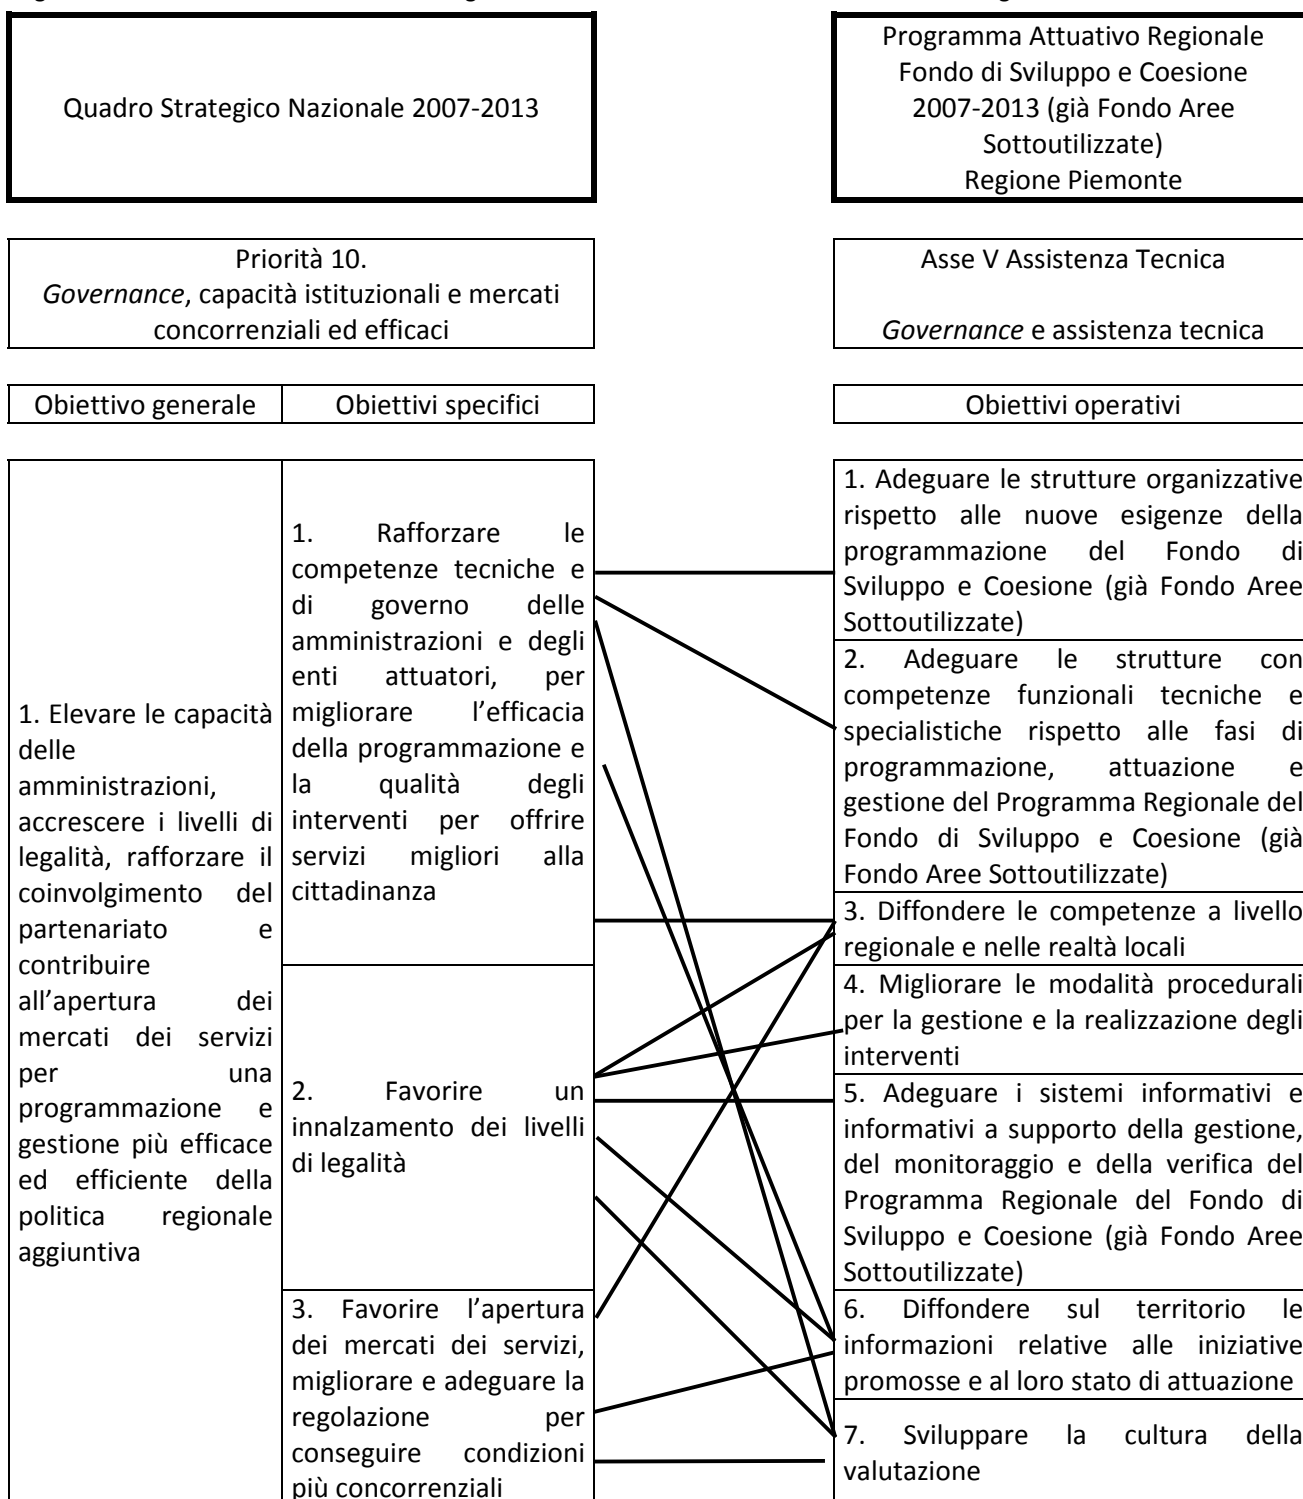 Quadro Strategico Nazionale 2007-2013
Programma Attuativo Regionale
Fondo di Sviluppo e Coesione
2007-2013 (già Fondo Aree
Sottoutilizzate)
Regione Piemonte
Priorità 10.
Governance, capacità istituzionali e mercati
concorrenziali ed efficaci
Asse V Assistenza Tecnica
Governance e assistenza tecnica
Obiettivo generale
Obiettivi specifici
Obiettivi operativi
1. Elevare le capacità
delle
amministrazioni,
accrescere i livelli di
legalità, rafforzare il
coinvolgimento del
partenariato e
contribuire
all’apertura dei
mercati dei servizi
per una
programmazione e
gestione più efficace
ed efficiente della
politica regionale
aggiuntiva
1. Rafforzare le
competenze tecniche e
di governo delle
amministrazioni e degli
enti attuatori, per
migliorare l’efficacia
della programmazione e
la qualità degli
interventi per offrire
servizi migliori alla
cittadinanza
2. Favorire un
innalzamento dei livelli
di legalità
3. Favorire l’apertura
dei mercati dei servizi,
migliorare e adeguare la
regolazione per
conseguire condizioni
più concorrenziali
1. Adeguare le strutture organizzative
rispetto alle nuove esigenze della
programmazione del Fondo di
Sviluppo e Coesione (già Fondo Aree
Sottoutilizzate)
2. Adeguare le strutture con
competenze funzionali tecniche e
specialistiche rispetto alle fasi di
programmazione, attuazione e
gestione del Programma Regionale del
Fondo di Sviluppo e Coesione (già
Fondo Aree Sottoutilizzate)
3. Diffondere le competenze a livello
regionale e nelle realtà locali
4. Migliorare le modalità procedurali
per la gestione e la realizzazione degli
interventi
5. Adeguare i sistemi informativi e
informativi a supporto della gestione,
del monitoraggio e della verifica del
Programma Regionale del Fondo di
Sviluppo e Coesione (già Fondo Aree
Sottoutilizzate)
6. Diffondere sul territorio le
informazioni relative alle iniziative
promosse e al loro stato di attuazione
7. Sviluppare la cultura della
valutazione